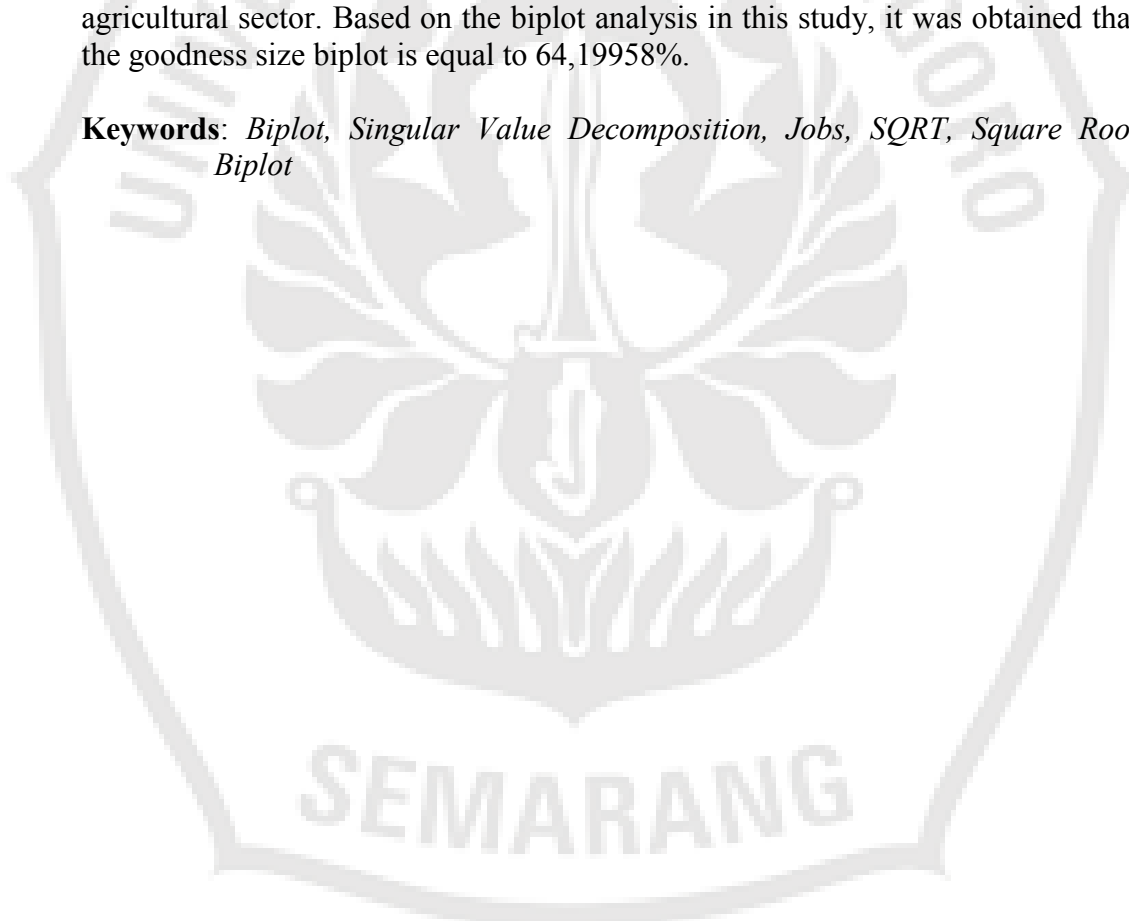 agricultural sector. Based on the biplot analysis in this study, it was obtained tha
the goodness size biplot is equal to 64,19958%.
Keywords: Biplot, Singular Value Decomposition, Jobs, SQRT, Square Roo
Biplot
SEMARANG